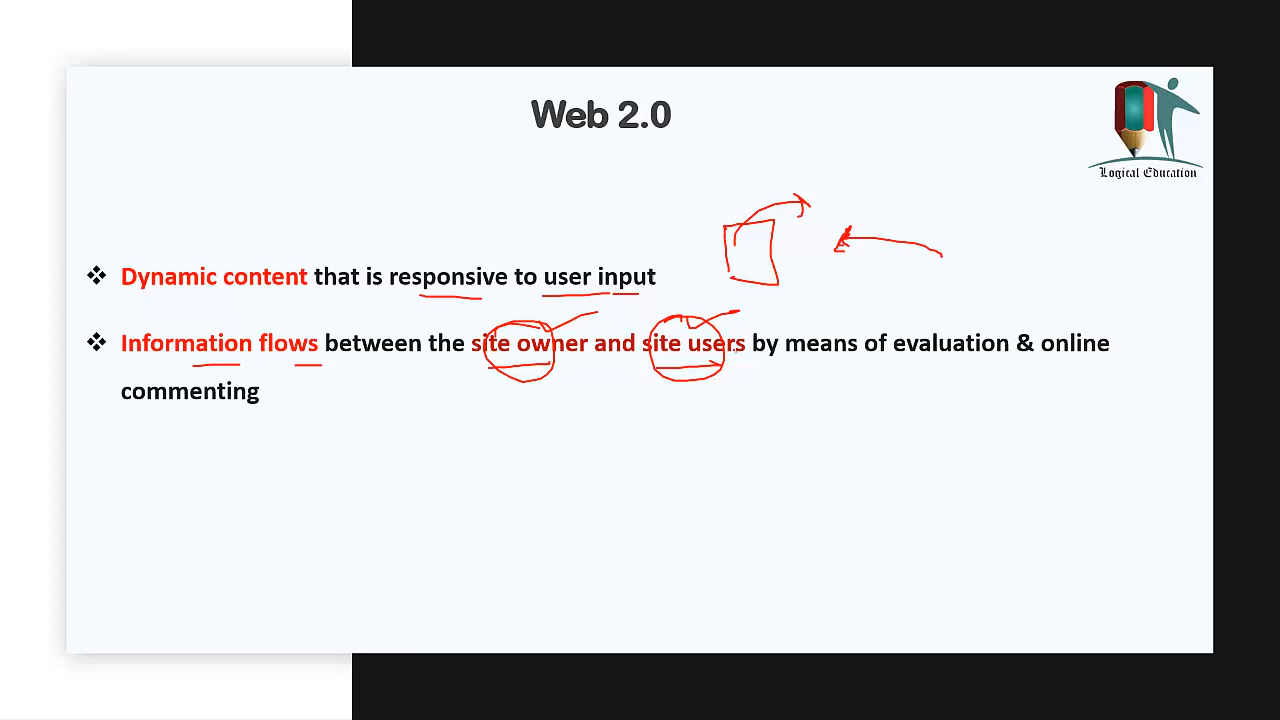 Web 2.0
Logical Education
❖ Dynamic content that is responsive to user input
❖ Information flows between the site owner and site users by means of evaluation & online
commenting